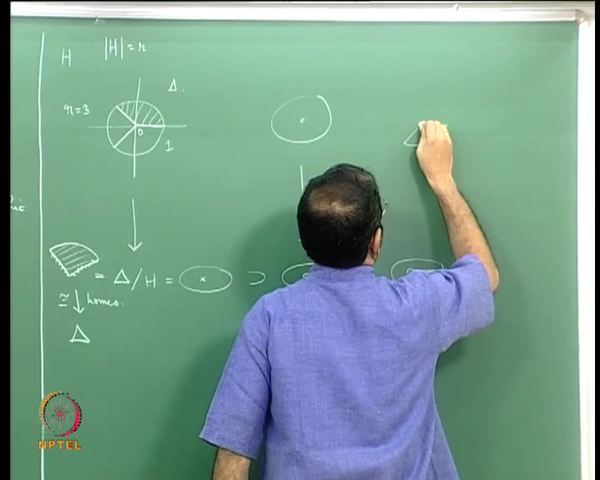 H |H| = n
Δ.
n=3
0
1
= Δ/H = ⊃
≅ ↓ homeo.
Δ
Δ
NPTEL